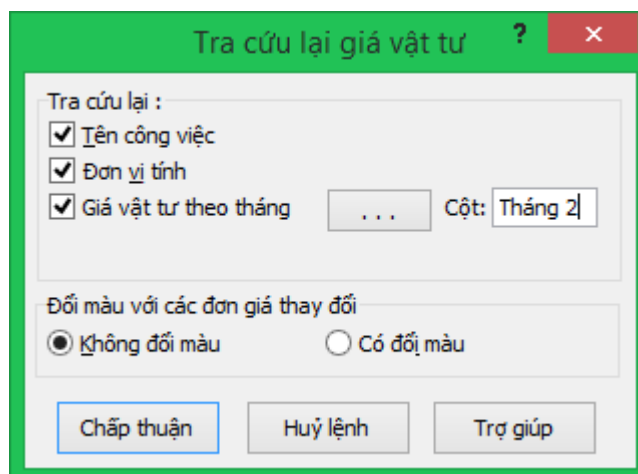 Tra cứu lại giá vật tư ? ×
Tra cứu lại :
Tên công việc
Đơn vị tính
Giá vật tư theo tháng ... Cột: Tháng 2
Đổi màu với các đơn giá thay đổi
Không đổi màu Có đổi màu
Chấp thuận Huỷ lệnh Trợ giúp